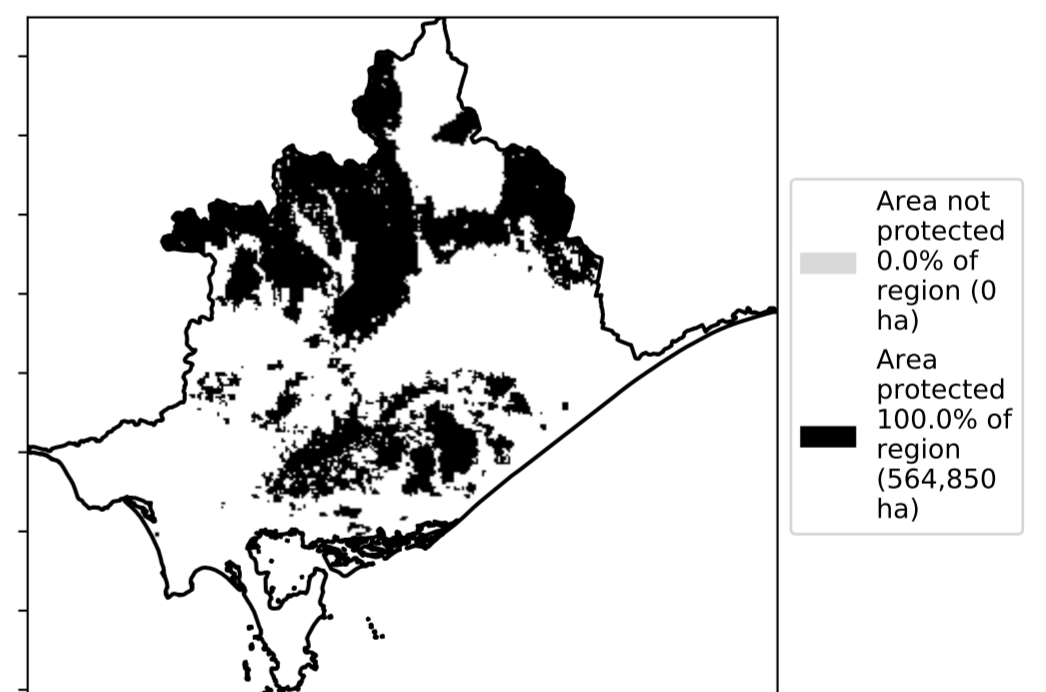 Area not
protected
0.0% of
region (0
ha)
Area
protected
100.0% of
region
(564,850
ha)